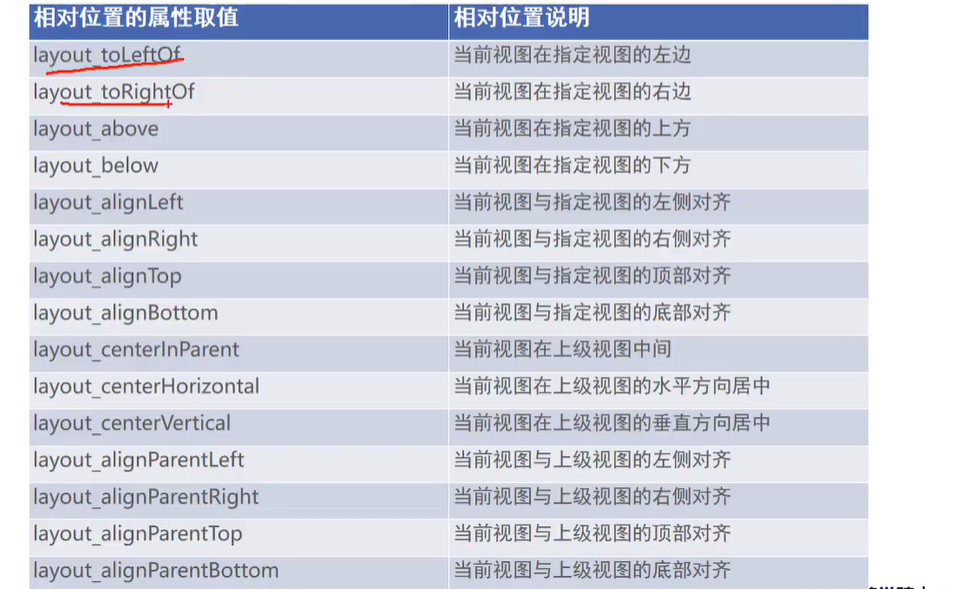 相对位置的属性取值 相对位置说明
layout_toLeftOf 当前视图在指定视图的左边
layout_toRightOf 当前视图在指定视图的右边
layout_above 当前视图在指定视图的上方
layout_below 当前视图在指定视图的下方
layout_alignLeft 当前视图与指定视图的左侧对齐
layout_alignRight 当前视图与指定视图的右侧对齐
layout_alignTop 当前视图与指定视图的顶部对齐
layout_alignBottom 当前视图与指定视图的底部对齐
layout_centerInParent 当前视图在上级视图中间
layout_centerHorizontal 当前视图在上级视图的水平方向居中
layout_centerVertical 当前视图在上级视图的垂直方向居中
layout_alignParentLeft 当前视图与上级视图的左侧对齐
layout_alignParentRight 当前视图与上级视图的右侧对齐
layout_alignParentTop 当前视图与上级视图的顶部对齐
layout_alignParentBottom 当前视图与上级视图的底部对齐